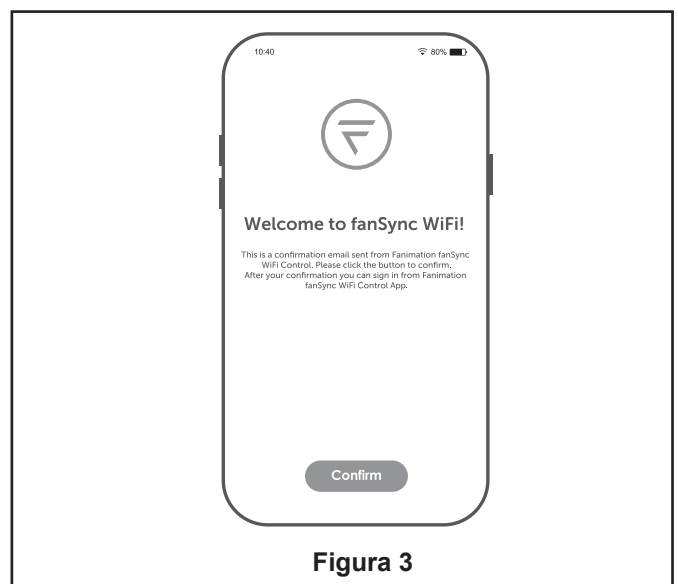 10:40 80%
Welcome to fanSync WiFi!
This is a confirmation email sent from Fanimation fanSync
WiFi Control. Please click the button to confirm.
After your confirmation you can sign in from Fanimation
fanSync WiFi Control App.
Confirm
Figura 3